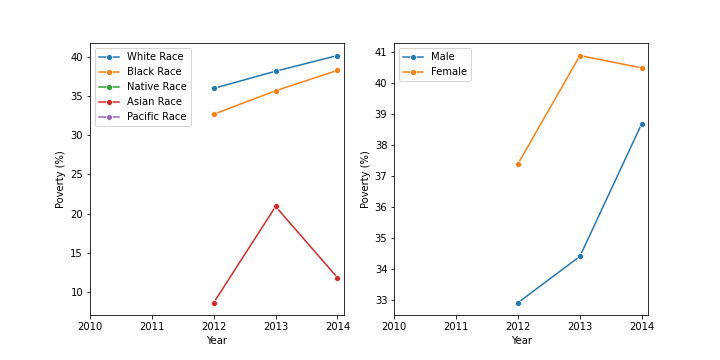 40
35
30
25
20
15
10
Poverty (%)
White Race
Black Race
Native Race
Asian Race
Pacific Race
2010 2011 2012 2013 2014
Year
41
40
39
38
37
36
35
34
33
Poverty (%)
Male
Female
2010 2011 2012 2013 2014
Year